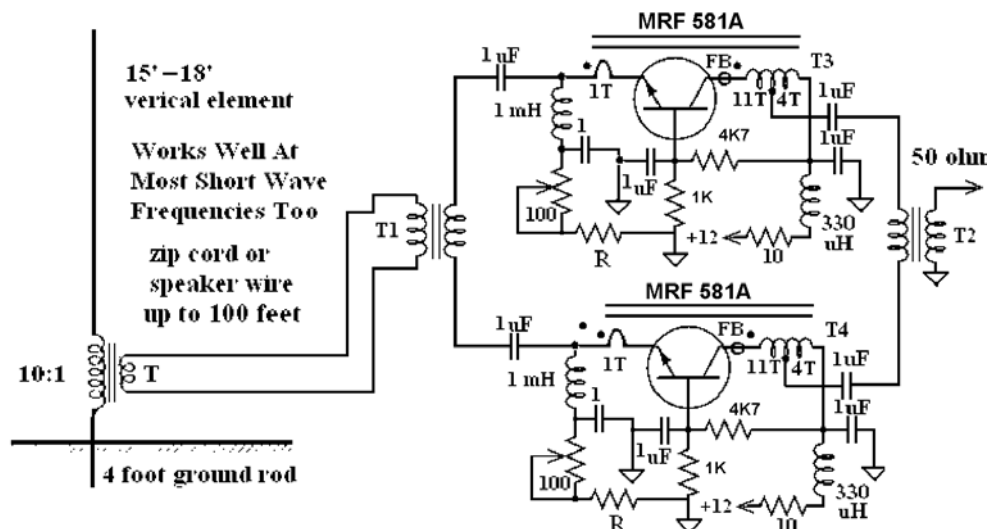 15'–18'
verical element
Works Well At
Most Short Wave
Frequencies Too
zip cord or
speaker wire
up to 100 feet
10:1
T
4 foot ground rod
T1
MRF 581A
1 uF
1T
FB
T3
11T
4T
1uF
1 mH
1
4K7
1uF
1uF
100
1K
R
+12
10
330
uH
50 ohm
T2
MRF 581A
1uF
1T
FB
T4
11T
4T
1uF
1 mH
1
4K7
1uF
1uF
100
1K
R
+12
10
330
uH